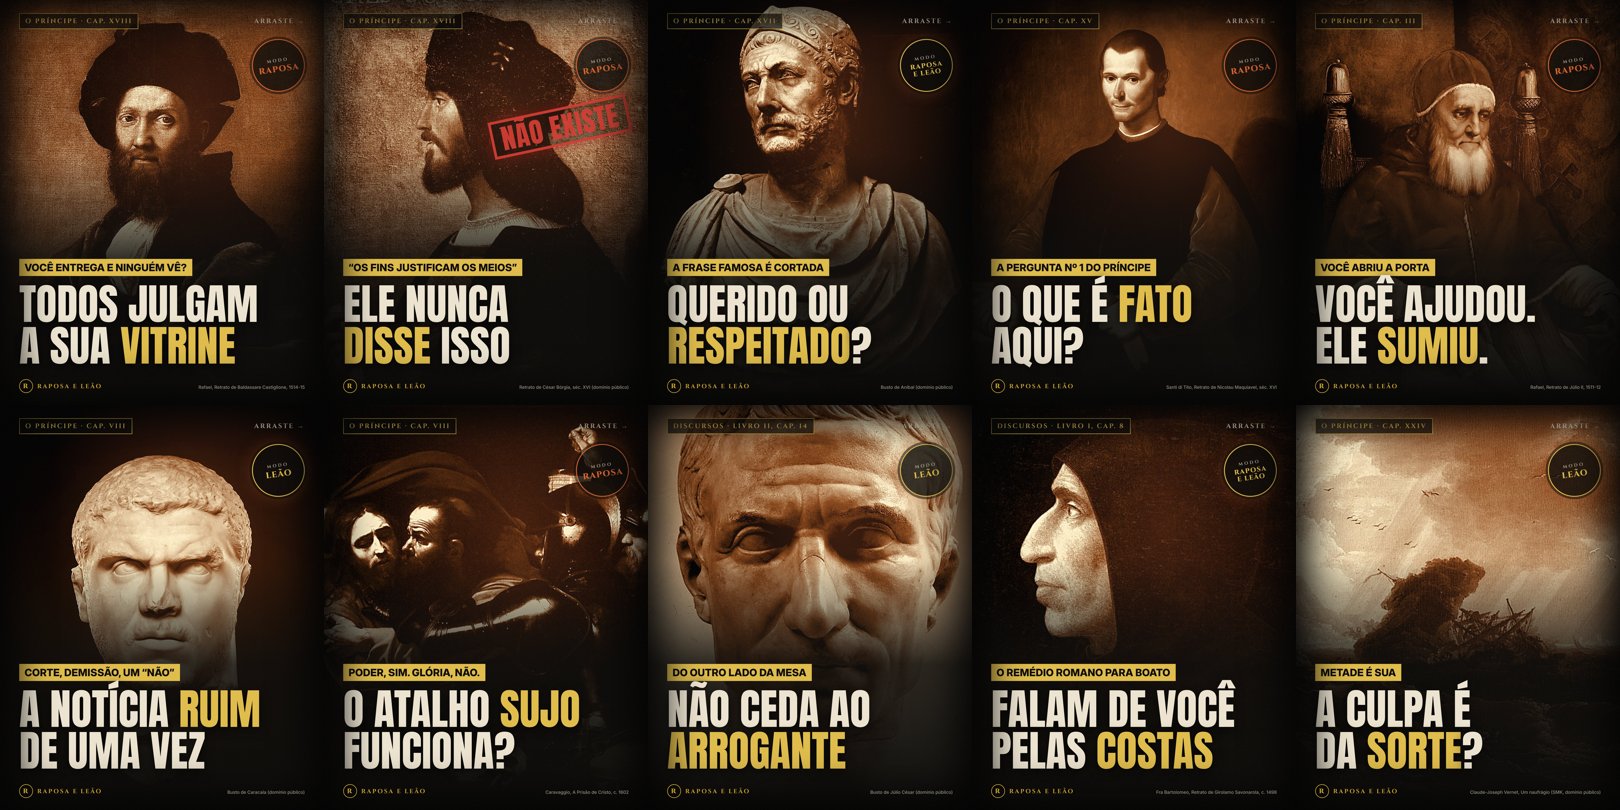 O PRÍNCIPE · CAP. XVIII
ARRASTE →
MODO
RAPOSA
VOCÊ ENTREGA E NINGUÉM VÊ?
TODOS JULGAM
A SUA VITRINE
R RAPOSA E LEÃO
Rafael, Retrato de Baldassare Castiglione, 1514-15
O PRÍNCIPE · CAP. XVIII
ARRASTE →
MODO
RAPOSA
NÃO EXISTE
“OS FINS JUSTIFICAM OS MEIOS”
ELE NUNCA
DISSE ISSO
R RAPOSA E LEÃO
Retrato de César Bórgia, séc. XVI (domínio público)
O PRÍNCIPE · CAP. XVII
ARRASTE →
MODO
RAPOSA
E LEÃO
A FRASE FAMOSA É CORTADA
QUERIDO OU
RESPEITADO?
R RAPOSA E LEÃO
Busto de Aníbal (domínio público)
O PRÍNCIPE · CAP. XV
ARRASTE →
MODO
RAPOSA
A PERGUNTA Nº 1 DO PRÍNCIPE
O QUE É FATO
AQUI?
R RAPOSA E LEÃO
Santi di Tito, Retrato de Nicolau Maquiavel, séc. XVI
O PRÍNCIPE · CAP. III
ARRASTE →
MODO
RAPOSA
VOCÊ ABRIU A PORTA
VOCÊ AJUDOU.
ELE SUMIU.
R RAPOSA E LEÃO
Rafael, Retrato de Júlio II, 1511-12
O PRÍNCIPE · CAP. VIII
ARRASTE →
MODO
LEÃO
CORTE, DEMISSÃO, UM “NÃO”
A NOTÍCIA RUIM
DE UMA VEZ
R RAPOSA E LEÃO
Busto de Caracala (domínio público)
O PRÍNCIPE · CAP. VIII
ARRASTE →
MODO
RAPOSA
PODER, SIM. GLÓRIA, NÃO.
O ATALHO SUJO
FUNCIONA?
R RAPOSA E LEÃO
Caravaggio, A Prisão de Cristo, c. 1602
DISCURSOS · LIVRO II, CAP. 14
ARRASTE →
MODO
LEÃO
DO OUTRO LADO DA MESA
NÃO CEDA AO
ARROGANTE
R RAPOSA E LEÃO
Busto de Júlio César (domínio público)
DISCURSOS · LIVRO I, CAP. 8
ARRASTE →
MODO
RAPOSA
E LEÃO
O REMÉDIO ROMANO PARA BOATO
FALAM DE VOCÊ
PELAS COSTAS
R RAPOSA E LEÃO
Fra Bartolomeo, Retrato de Girolamo Savonarola, c. 1498
O PRÍNCIPE · CAP. XXIV
ARRASTE →
MODO
LEÃO
METADE É SUA
A CULPA É
DA SORTE?
R RAPOSA E LEÃO
Claude-Joseph Vernet, Um naufrágio (SMK, domínio público)